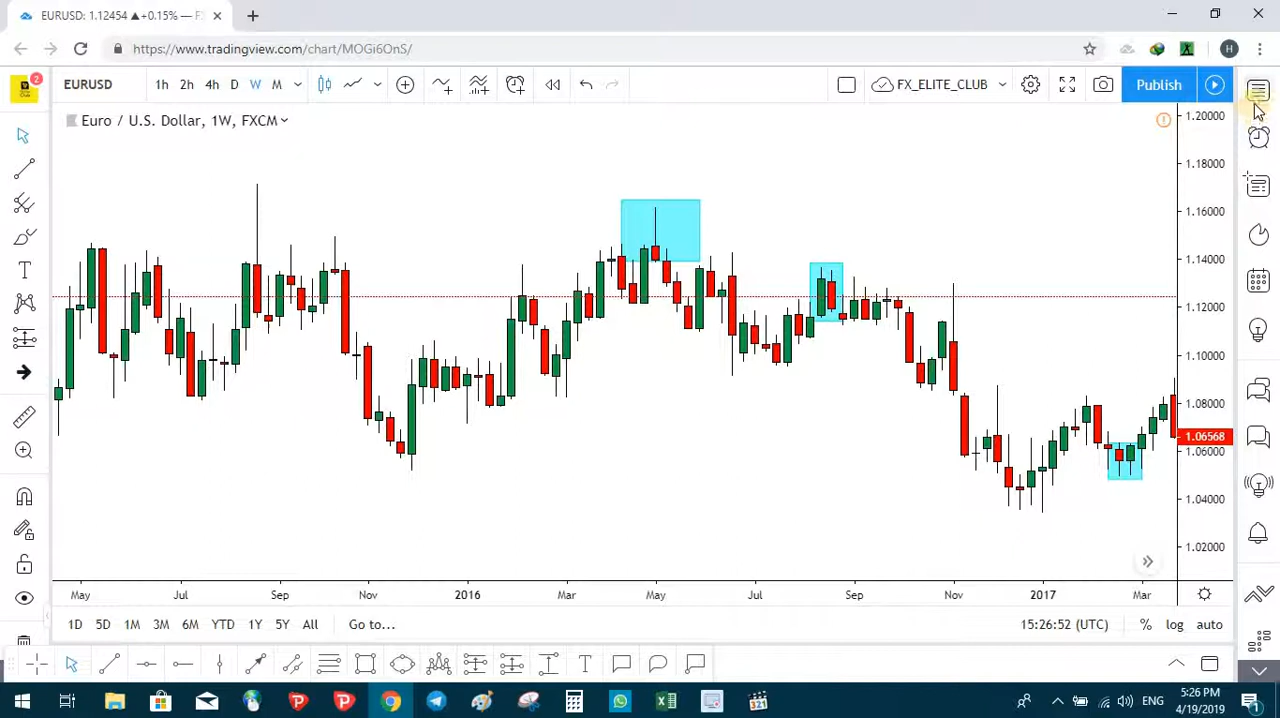 EURUSD: 1.12454 ▲ +0.15% — F
https://www.tradingview.com/chart/MOGi6OnS/
H
2
EURUSD 1h 2h 4h D W M FX_ELITE_CLUB Publish
Euro / U.S. Dollar, 1W, FXCM
1.20000
1.18000
1.16000
1.14000
1.12000
1.10000
1.08000
1.06568
1.06000
1.04000
1.02000
May Jul Sep Nov 2016 Mar May Jul Sep Nov 2017 Mar
1D 5D 1M 3M 6M YTD 1Y 5Y All Go to... 15:26:52 (UTC) % log auto
321
ENG
5:26 PM
4/19/2019
1